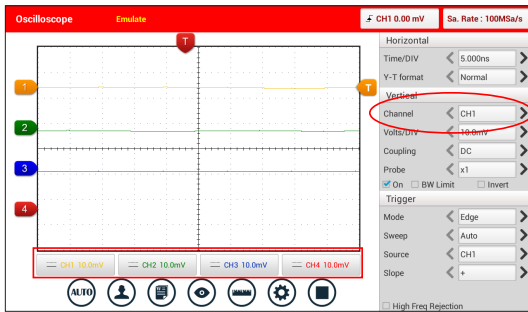 Oscilloscope Emulate CH1 0.00 mV Sa. Rate : 100MSa/s
T
1
T
2
3
4
CH1 10.0mV CH2 10.0mV CH3 10.0mV CH4 10.0mV
AUTO
Horizontal
Time/DIV 5.000ns
Y-T format Normal
Vertical
Channel CH1
Volts/DIV 10.0mV
Coupling DC
Probe x1
On BW Limit Invert
Trigger
Mode Edge
Sweep Auto
Source CH1
Slope +
High Freq Rejection